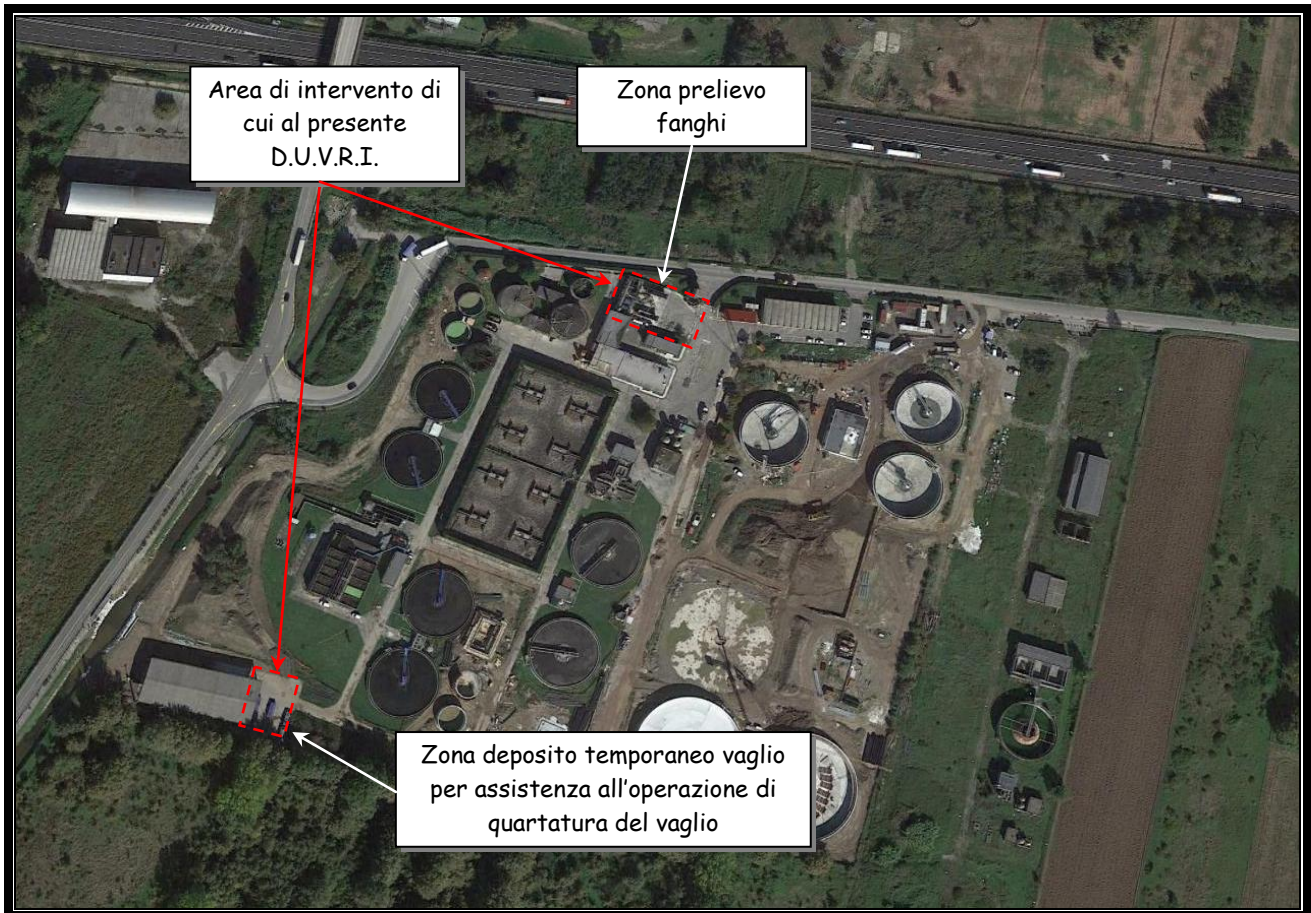 Area di intervento di
cui al presente
D.U.V.R.I.
Zona prelievo
fanghi
Zona deposito temporaneo vaglio
per assistenza all'operazione di
quartatura del vaglio